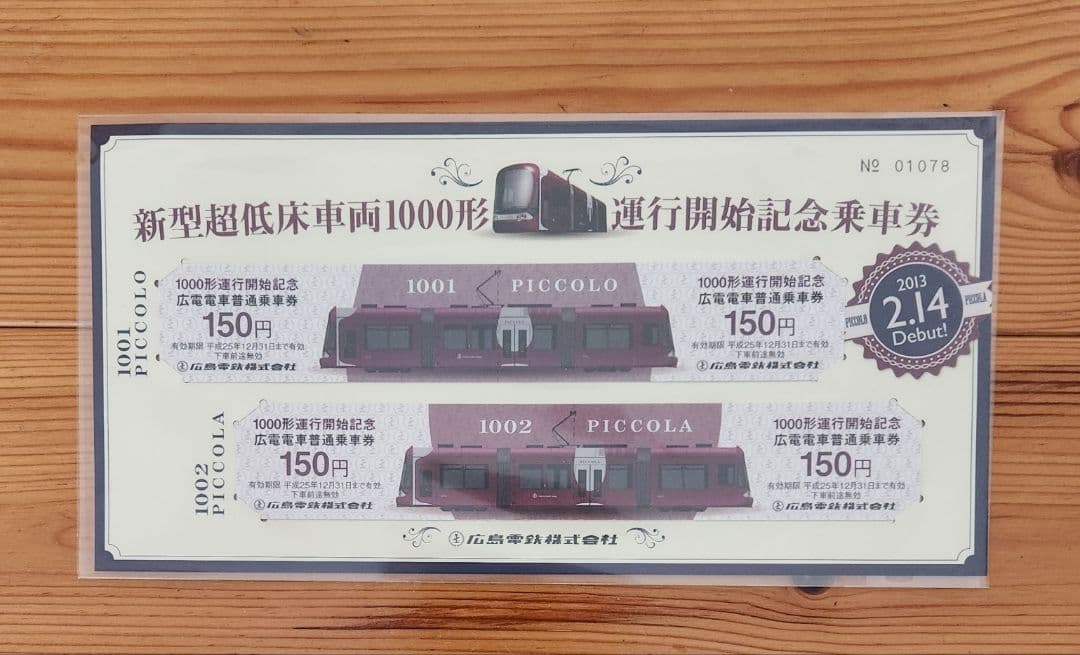 № 01078
新型超低床車両1000形 運行開始記念乗車券
2013
2.14
Debut!
PICCOLO
PICCOLA
1001
PICCOLO
1000形運行開始記念
広電電車普通乗車券
150円
有効期限 平成25年12月31日まで有効
下車前途無効
広島電鉄株式会社
1001 PICCOLO
1000形運行開始記念
広電電車普通乗車券
150円
有効期限 平成25年12月31日まで有効
下車前途無効
広島電鉄株式会社
1002
PICCOLA
1000形運行開始記念
広電電車普通乗車券
150円
有効期限 平成25年12月31日まで有効
下車前途無効
広島電鉄株式会社
1002 PICCOLA
PICCOLA
1000形運行開始記念
広電電車普通乗車券
150円
有効期限 平成25年12月31日まで有効
下車前途無効
広島電鉄株式会社
広島電鉄株式会社